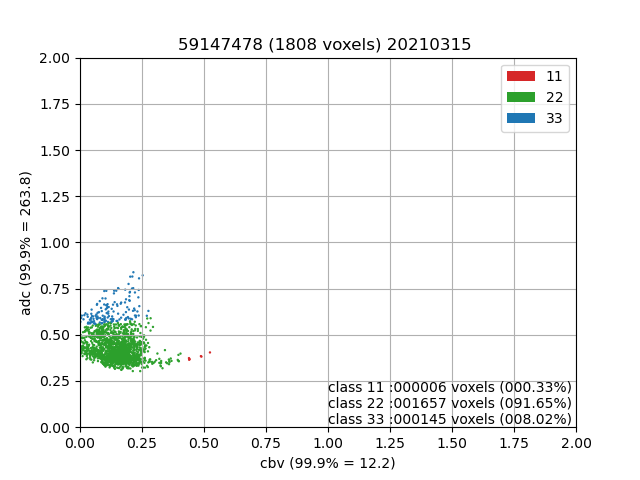 59147478 (1808 voxels) 20210315
11
22
33
2.00
1.75
1.50
1.25
1.00
0.75
0.50
0.25
0.00
adc (99.9% = 263.8)
class 11 :000006 voxels (000.33%)
class 22 :001657 voxels (091.65%)
class 33 :000145 voxels (008.02%)
0.00 0.25 0.50 0.75 1.00 1.25 1.50 1.75 2.00
cbv (99.9% = 12.2)